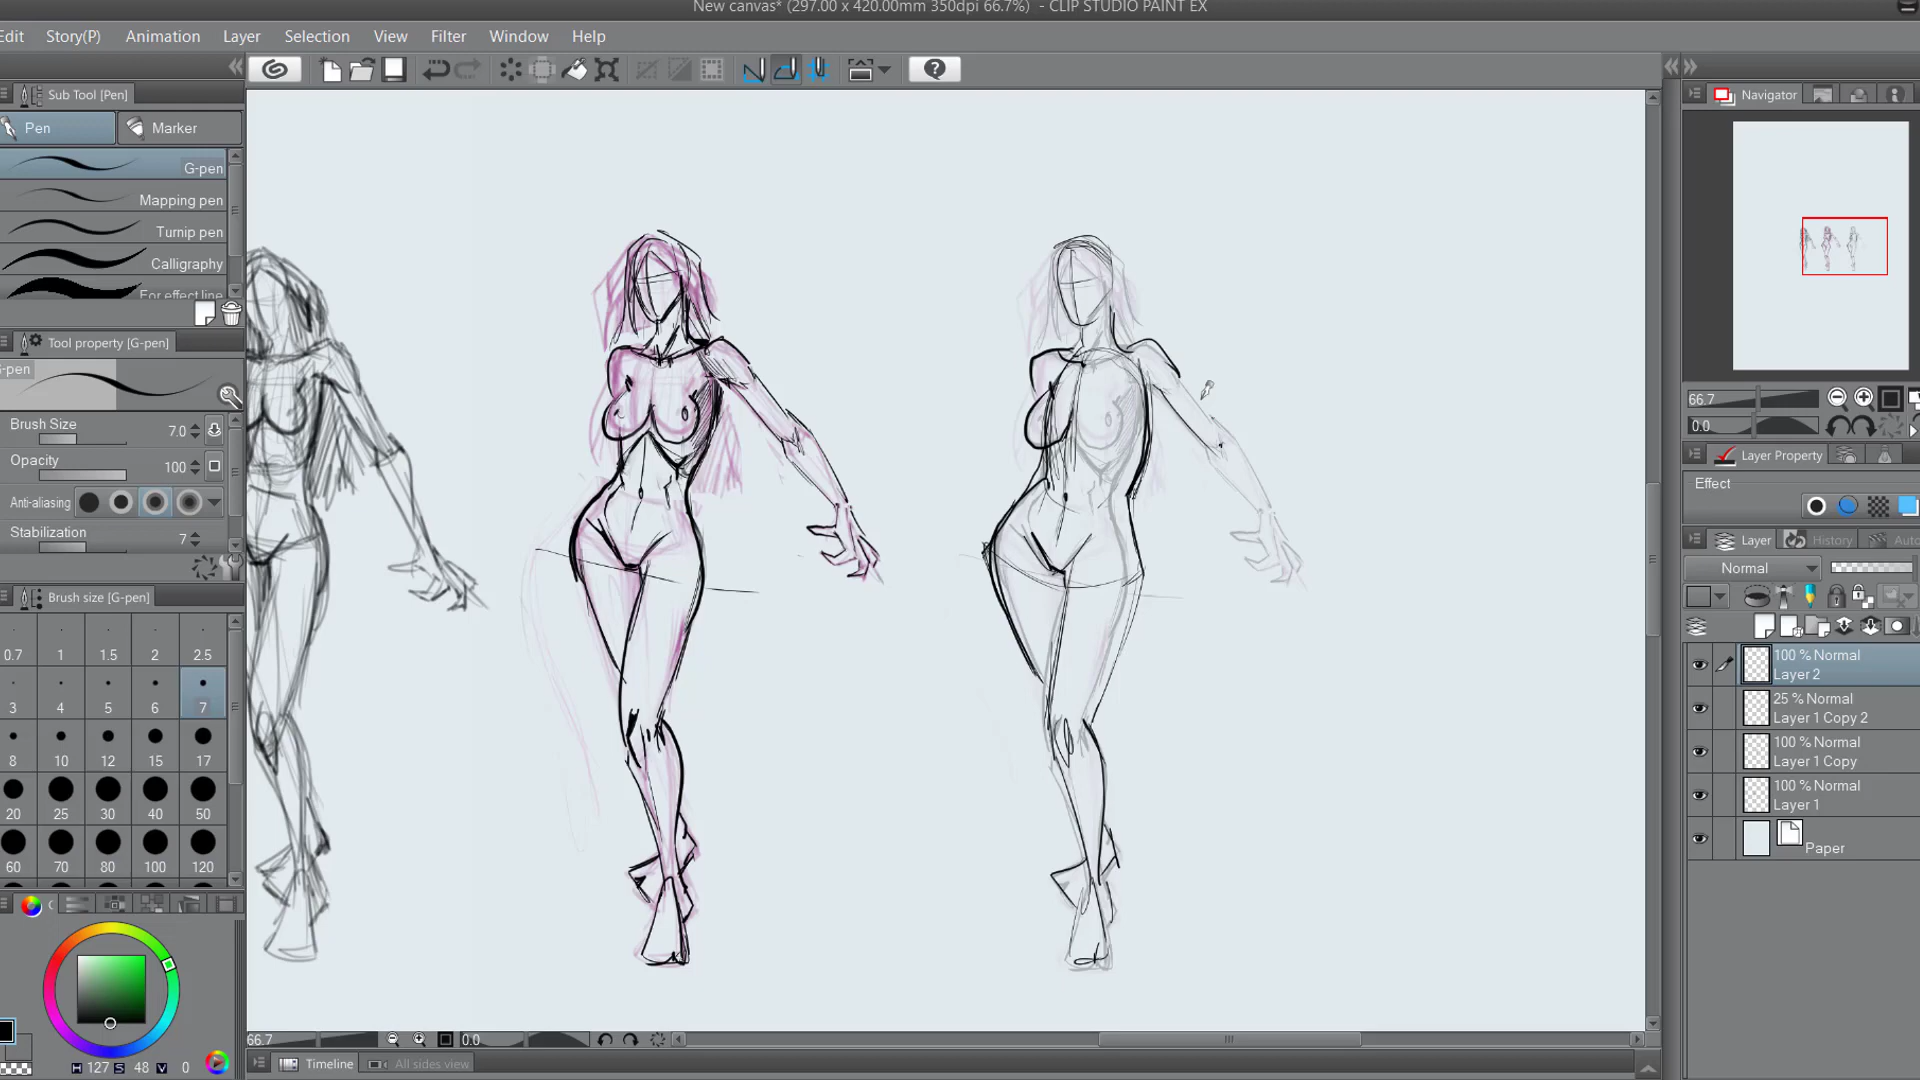 New canvas* (297.00 x 420.00mm 350dpi 66.7%) - CLIP STUDIO PAINT EX
Edit Story(P) Animation Layer Selection View Filter Window Help
Sub Tool [Pen]
Pen Marker
G-pen
Mapping pen
Turnip pen
Calligraphy
For effect line
Tool property [G-pen]
G-pen
Brush Size 7.0
Opacity 100
Anti-aliasing
Stabilization 7
Brush size [G-pen]
0.7 1 1.5 2 2.5
3 4 5 6 7
8 10 12 15 17
20 25 30 40 50
60 70 80 100 120
H 127 S 48 V 0
66.7 0.0
Timeline All sides view
Navigator
66.7
0.0
Layer Property
Effect
Layer History Auto
Normal
100 % Normal
Layer 2
25 % Normal
Layer 1 Copy 2
100 % Normal
Layer 1 Copy
100 % Normal
Layer 1
Paper